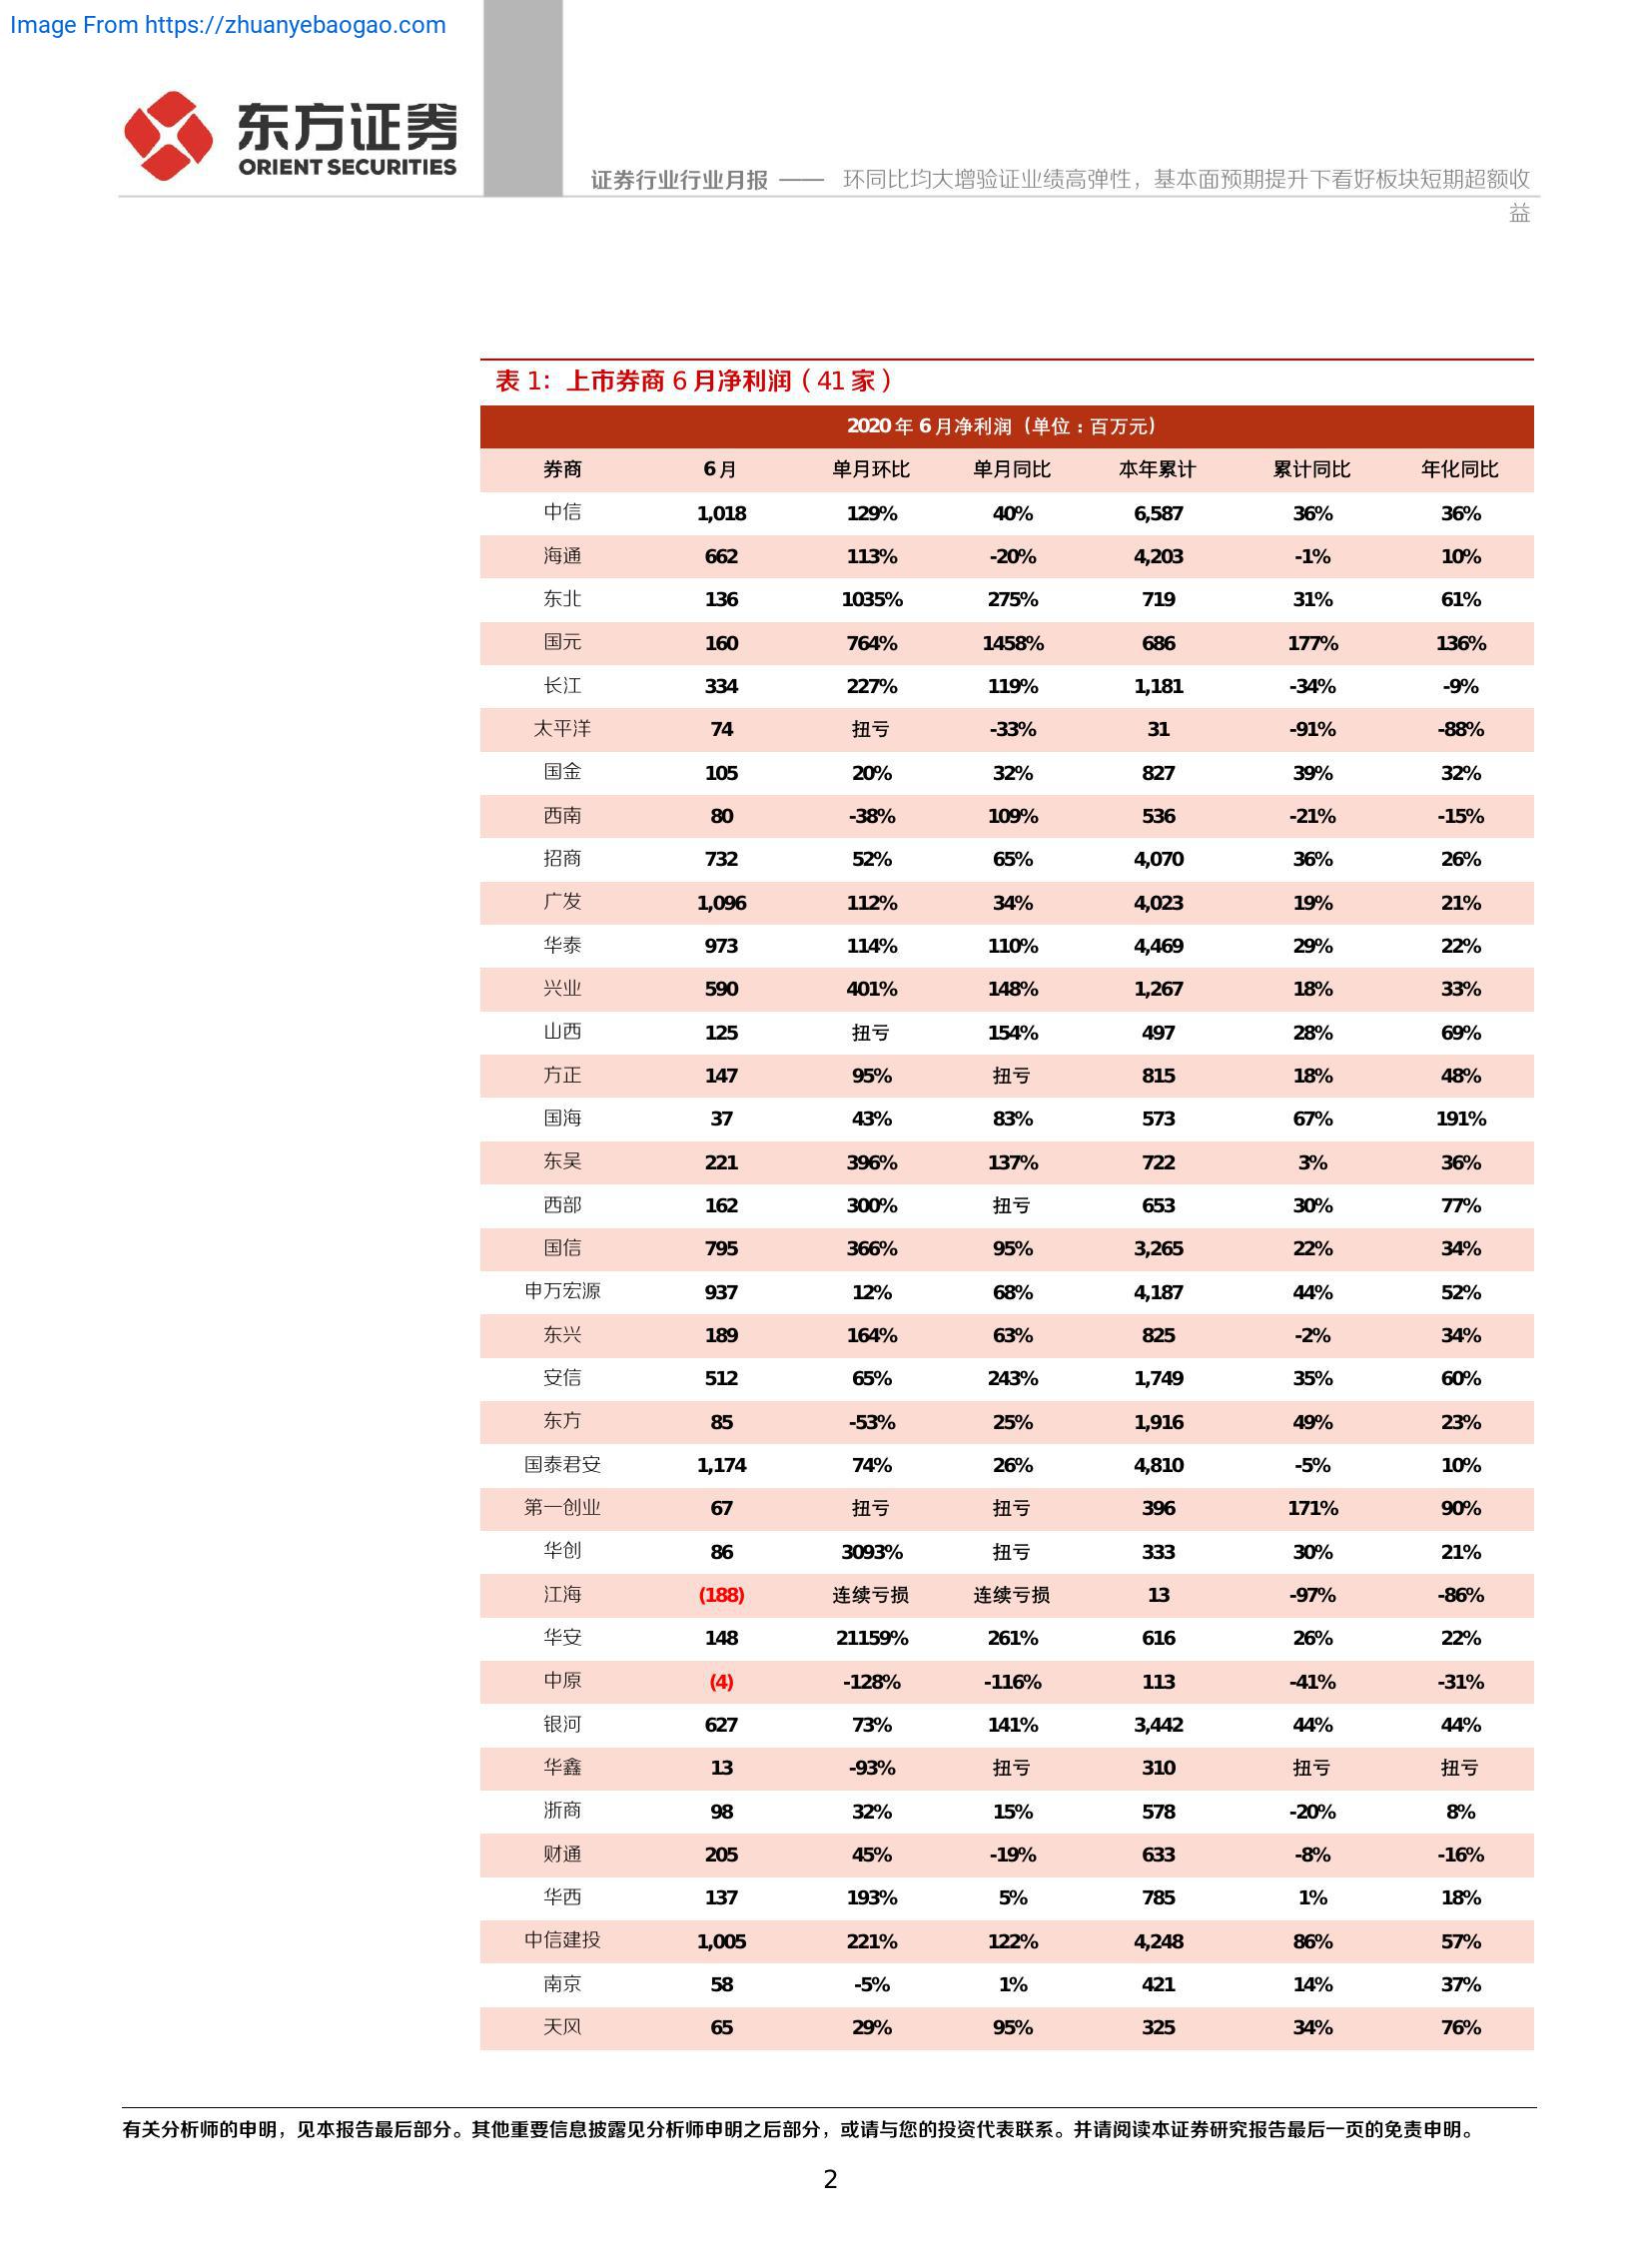 Image From https://zhuanyebaogao.com
东方证券
ORIENT SECURITIES
证券行业行业月报 —— 环同比均大增验证业绩高弹性，基本面预期提升下看好板块短期超额收
益
表 1：上市券商 6 月净利润（41 家）
2020 年 6 月净利润（单位：百万元）
券商 6 月 单月环比 单月同比 本年累计 累计同比 年化同比
中信 1,018 129% 40% 6,587 36% 36%
海通 662 113% -20% 4,203 -1% 10%
东北 136 1035% 275% 719 31% 61%
国元 160 764% 1458% 686 177% 136%
长江 334 227% 119% 1,181 -34% -9%
太平洋 74 扭亏 -33% 31 -91% -88%
国金 105 20% 32% 827 39% 32%
西南 80 -38% 109% 536 -21% -15%
招商 732 52% 65% 4,070 36% 26%
广发 1,096 112% 34% 4,023 19% 21%
华泰 973 114% 110% 4,469 29% 22%
兴业 590 401% 148% 1,267 18% 33%
山西 125 扭亏 154% 497 28% 69%
方正 147 95% 扭亏 815 18% 48%
国海 37 43% 83% 573 67% 191%
东吴 221 396% 137% 722 3% 36%
西部 162 300% 扭亏 653 30% 77%
国信 795 366% 95% 3,265 22% 34%
申万宏源 937 12% 68% 4,187 44% 52%
东兴 189 164% 63% 825 -2% 34%
安信 512 65% 243% 1,749 35% 60%
东方 85 -53% 25% 1,916 49% 23%
国泰君安 1,174 74% 26% 4,810 -5% 10%
第一创业 67 扭亏 扭亏 396 171% 90%
华创 86 3093% 扭亏 333 30% 21%
江海 (188) 连续亏损 连续亏损 13 -97% -86%
华安 148 21159% 261% 616 26% 22%
中原 (4) -128% -116% 113 -41% -31%
银河 627 73% 141% 3,442 44% 44%
华鑫 13 -93% 扭亏 310 扭亏 扭亏
浙商 98 32% 15% 578 -20% 8%
财通 205 45% -19% 633 -8% -16%
华西 137 193% 5% 785 1% 18%
中信建投 1,005 221% 122% 4,248 86% 57%
南京 58 -5% 1% 421 14% 37%
天风 65 29% 95% 325 34% 76%
有关分析师的申明，见本报告最后部分。其他重要信息披露见分析师申明之后部分，或请与您的投资代表联系。并请阅读本证券研究报告最后一页的免责申明。
2